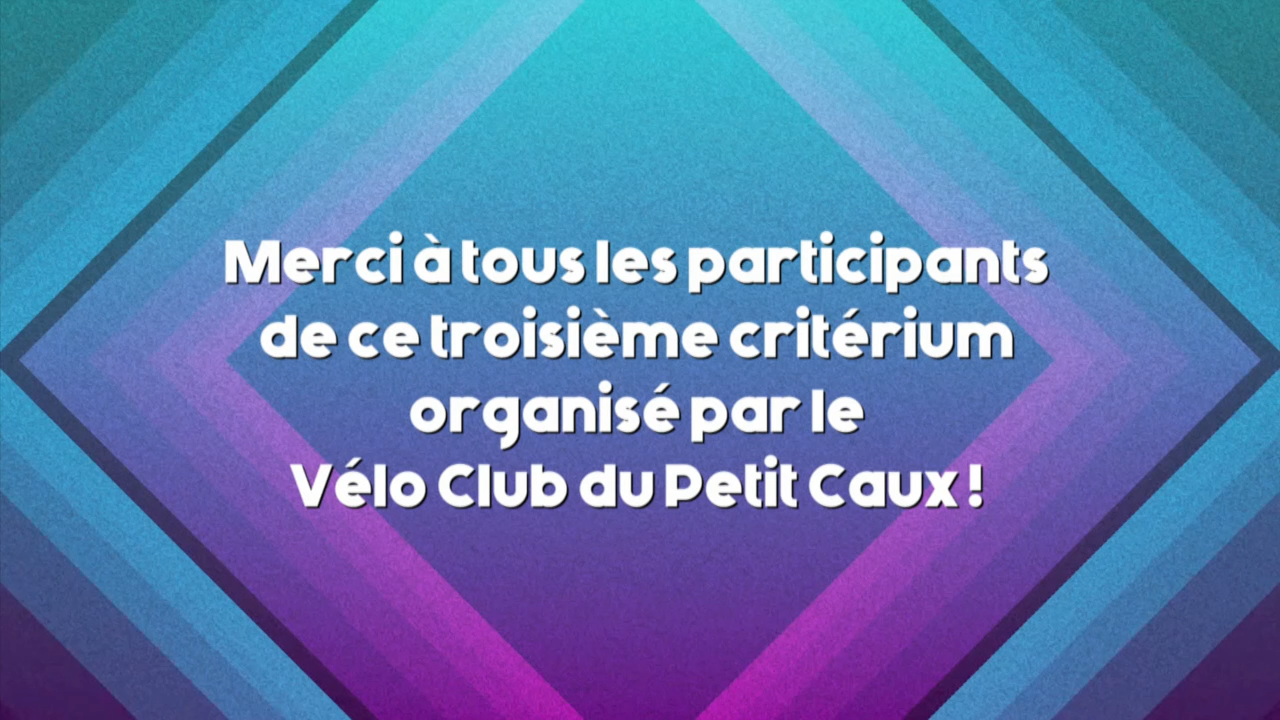 Merci à tous les participants
de ce troisième critérium
organisé par le
Vélo Club du Petit Caux !